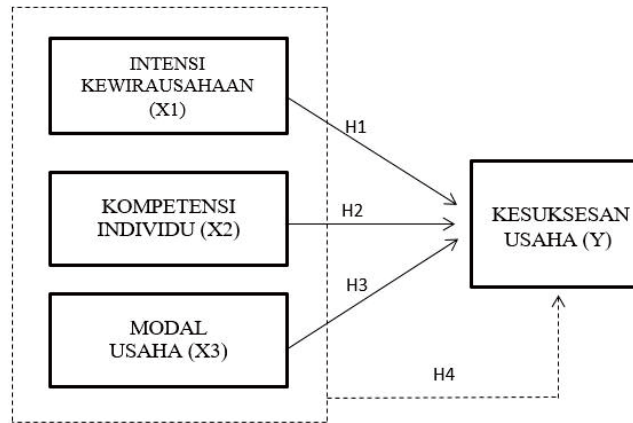 INTENSI
KEWIRAUSAHAAN
(X1)
H1
KOMPETENSI
INDIVIDU (X2)
H2
KESUKSESAN
USAHA (Y)
H3
MODAL
USAHA (X3)
H4